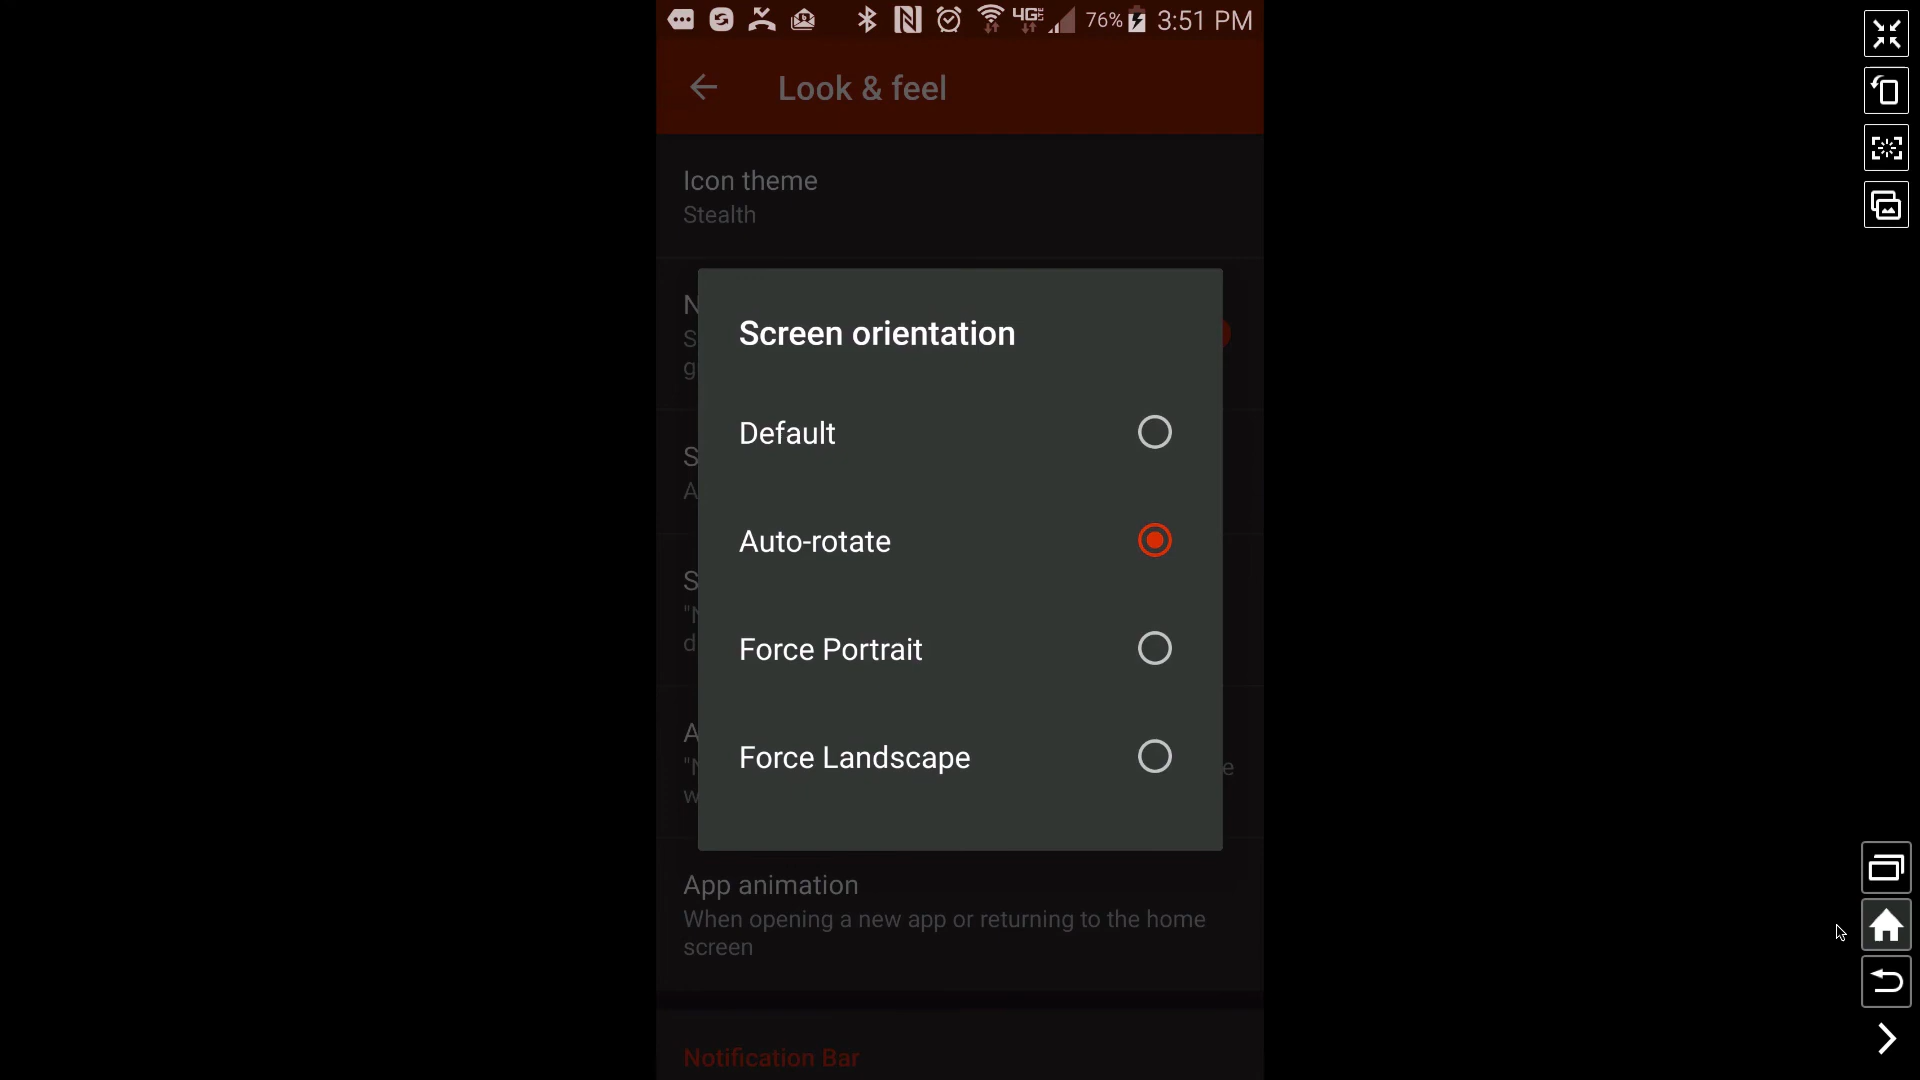 76% 3:51 PM
Look & feel
Icon theme
Stealth
Screen orientation
Default
Auto-rotate
Force Portrait
Force Landscape
App animation
When opening a new app or returning to the home
screen
Notification Bar